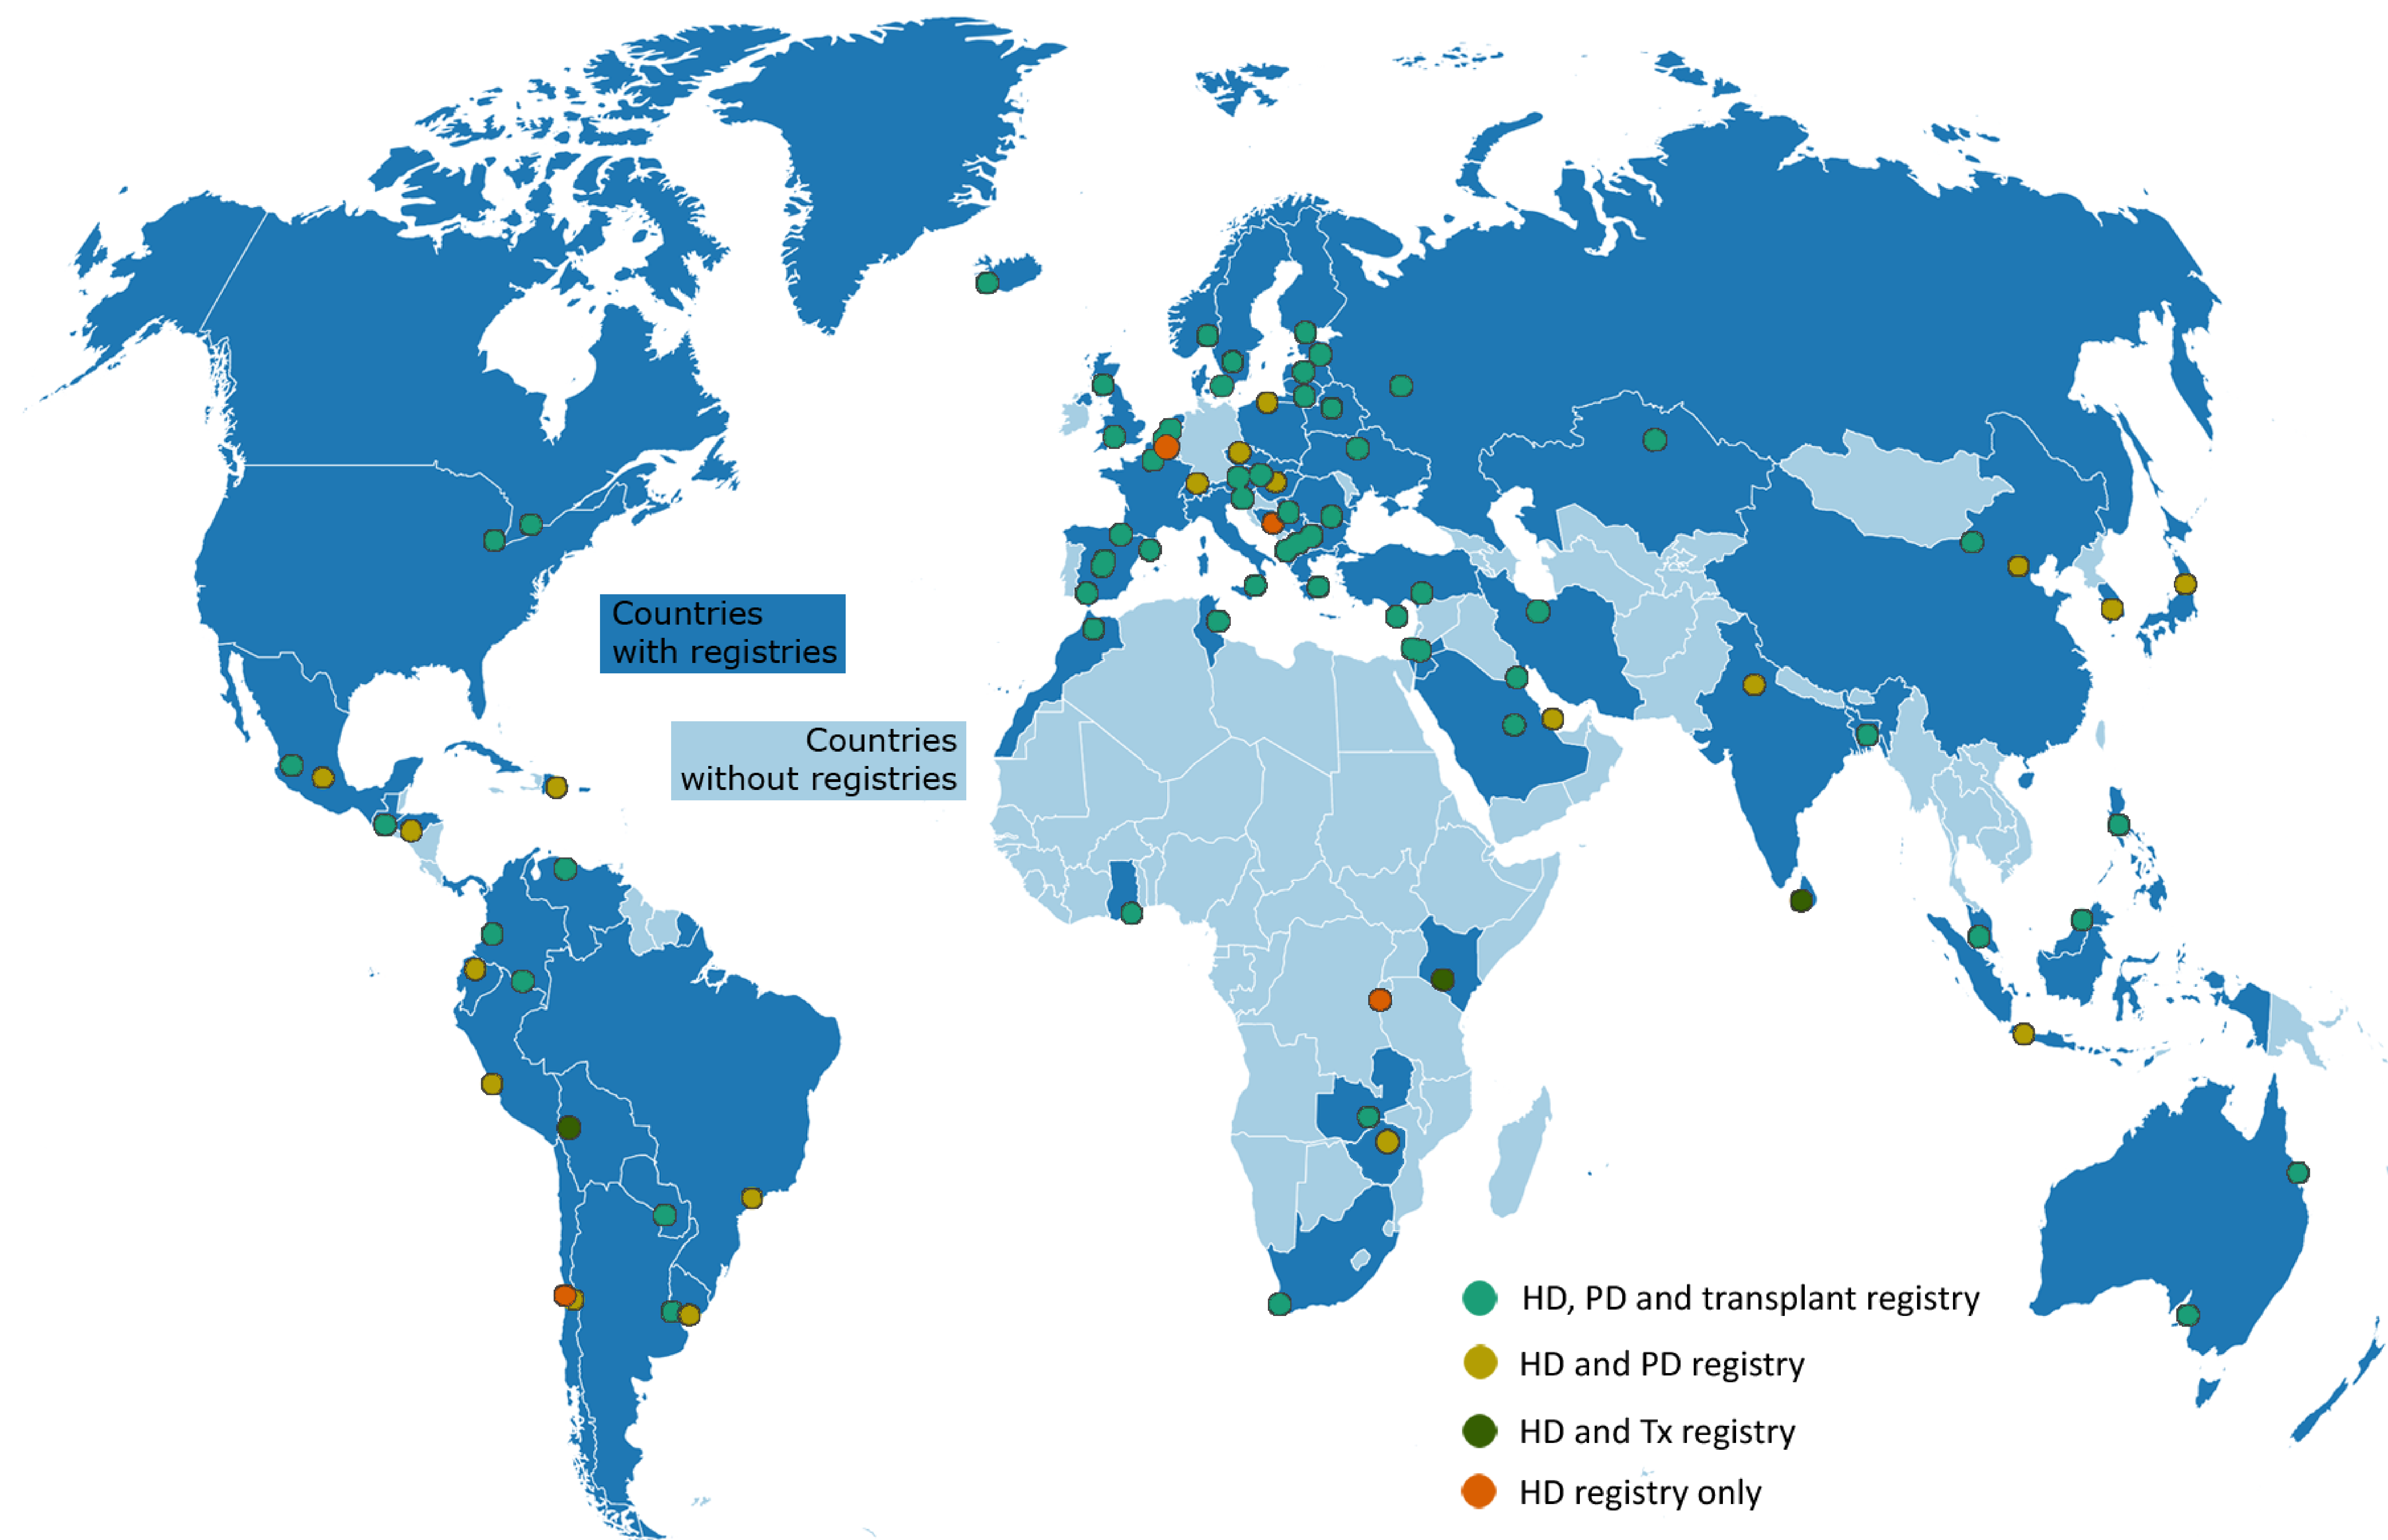 Countries
with registries
Countries
without registries
HD, PD and transplant registry
HD and PD registry
HD and Tx registry
HD registry only